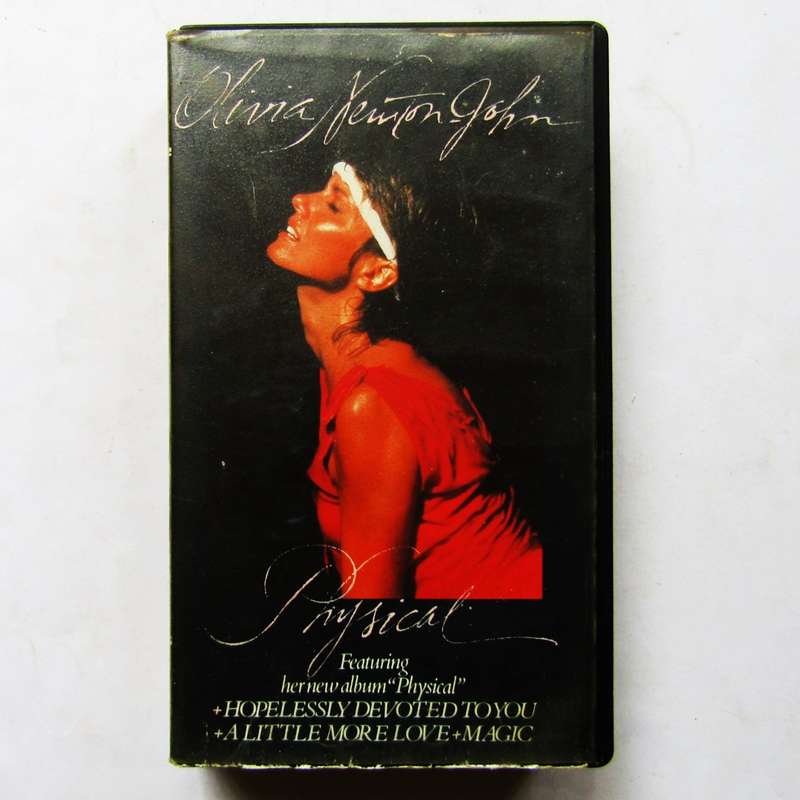 Olivia Newton-John
Physical
Featuring
her new album "Physical"
+HOPELESSLY DEVOTED TO YOU
+A LITTLE MORE LOVE+MAGIC